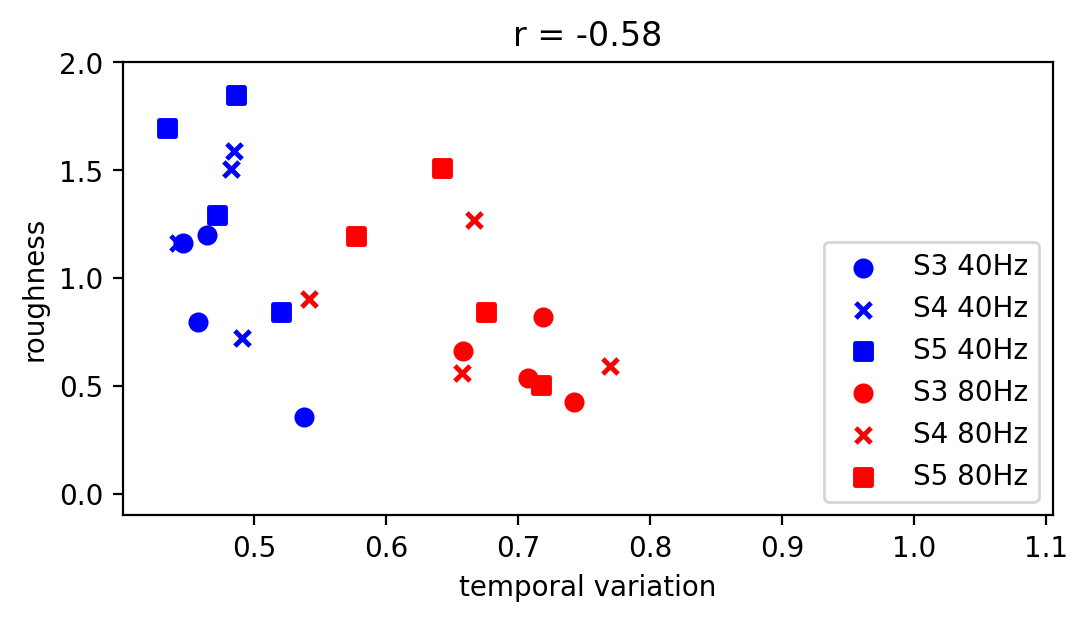 r = -0.58
roughness
2.0
1.5
1.0
0.5
0.0
S3 40Hz
S4 40Hz
S5 40Hz
S3 80Hz
S4 80Hz
S5 80Hz
0.5 0.6 0.7 0.8 0.9 1.0 1.1
temporal variation